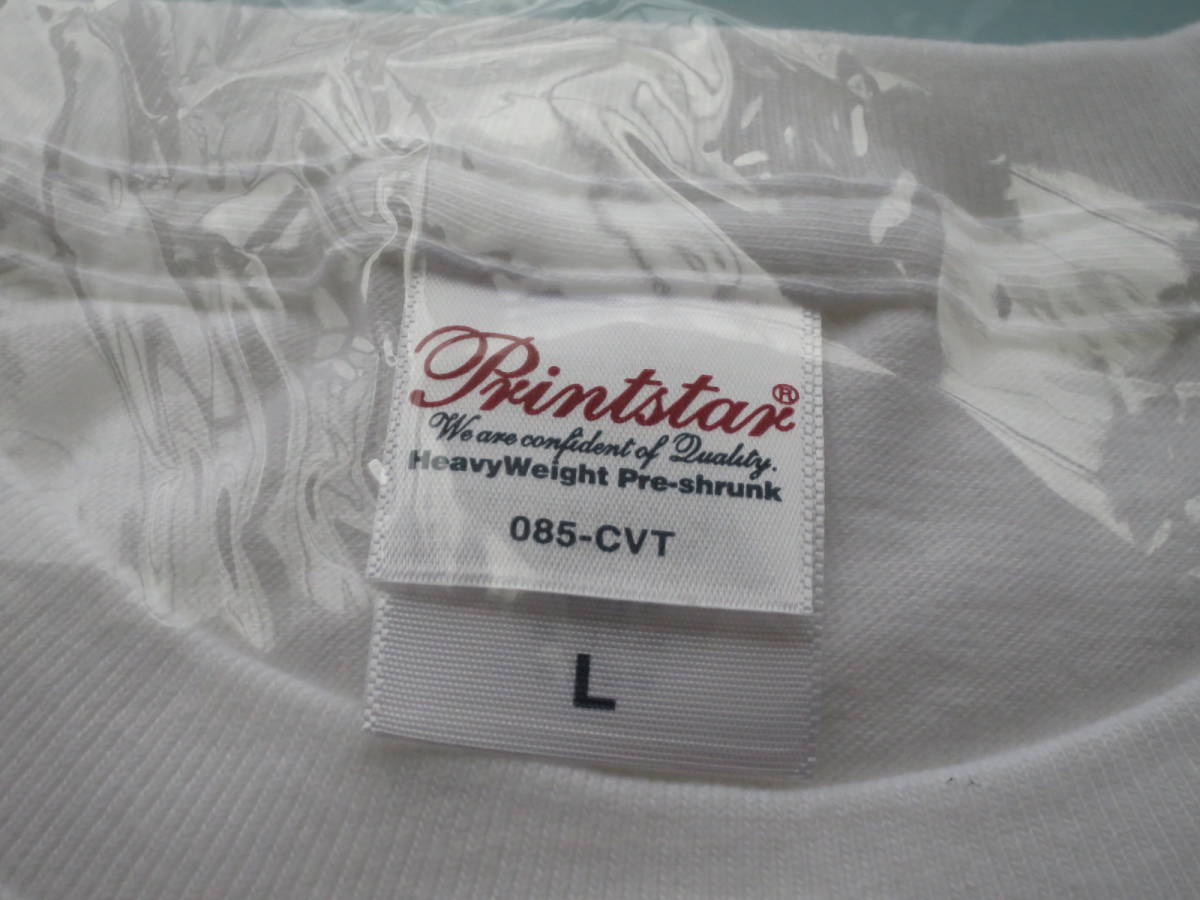 Printstar®
We are confident of Quality.
HeavyWeight Pre-shrunk
085-CVT
L